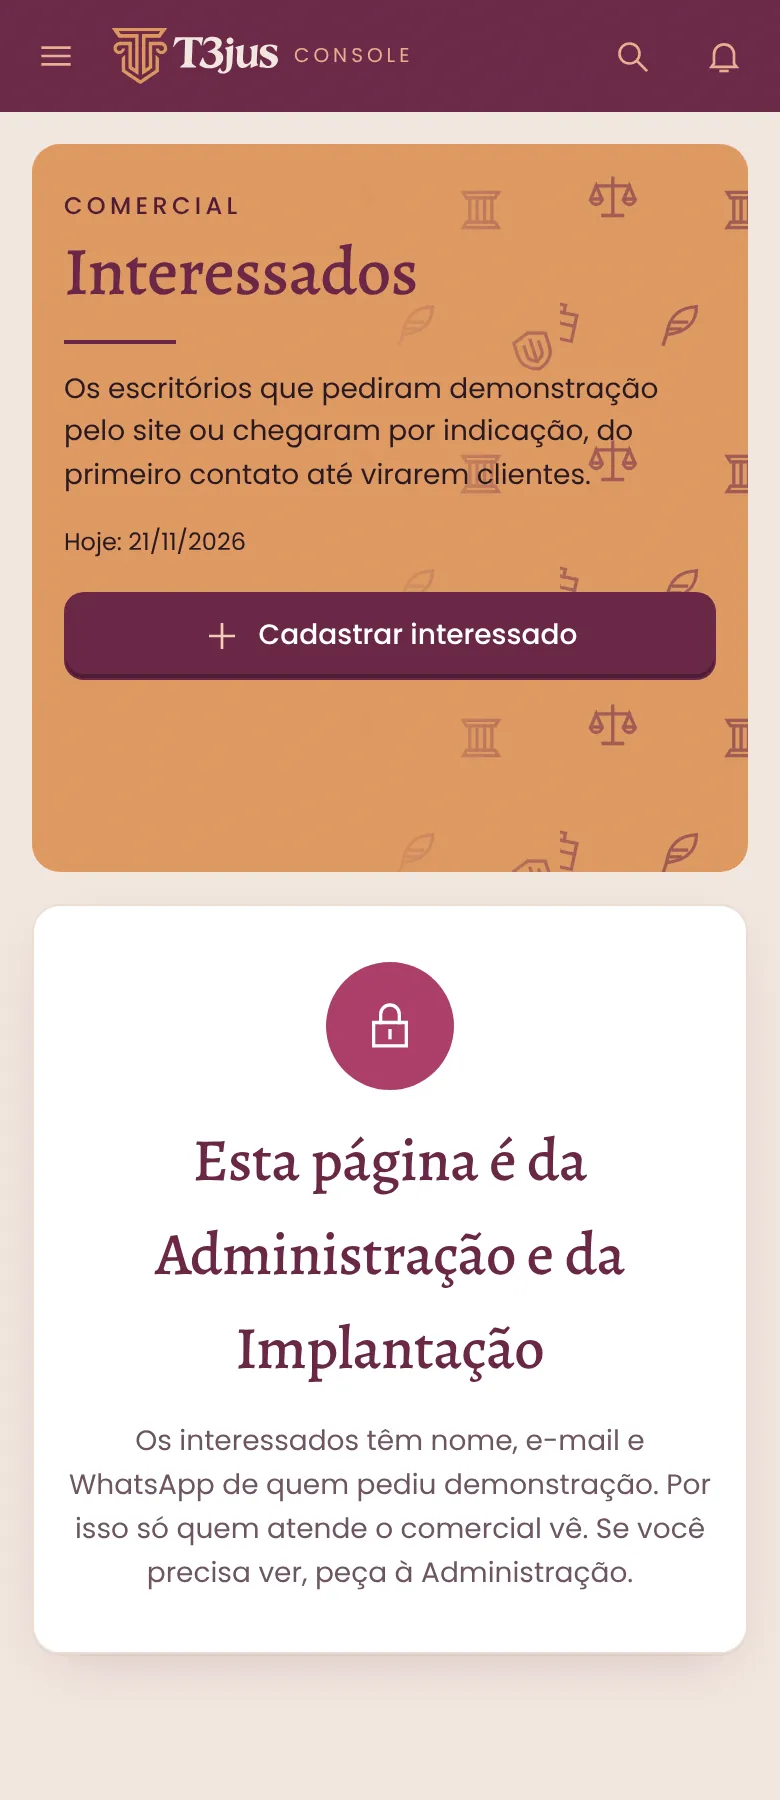 T3jus CONSOLE
COMERCIAL
Interessados
Os escritórios que pediram demonstração
pelo site ou chegaram por indicação, do
primeiro contato até virarem clientes.
Hoje: 21/11/2026
Cadastrar interessado
Esta página é da
Administração e da
Implantação
Os interessados têm nome, e-mail e
WhatsApp de quem pediu demonstração. Por
isso só quem atende o comercial vê. Se você
precisa ver, peça à Administração.